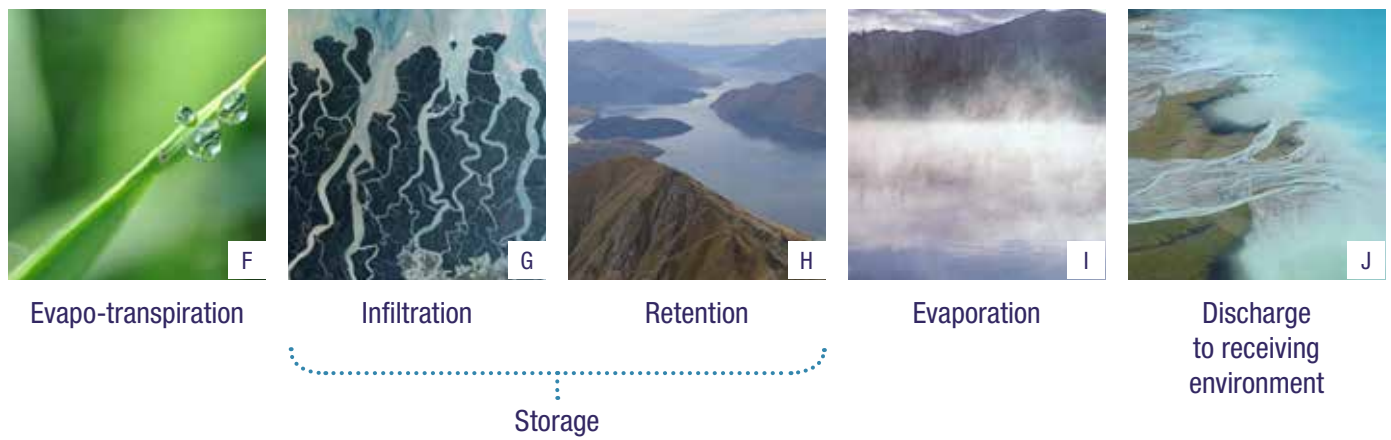 F
G
H
I
J
Evapo-transpiration
Infiltration
Retention
Evaporation
Discharge
to receiving
environment
Storage